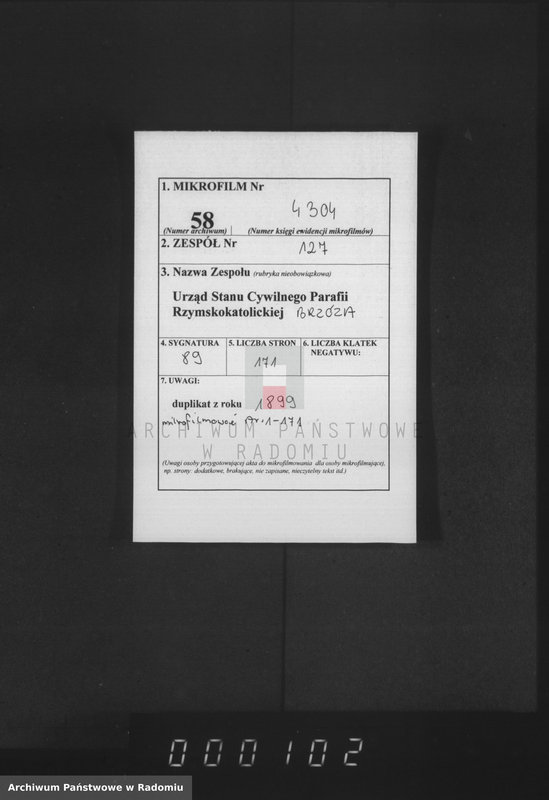 1. MIKROFILM Nr
58 4304
(Numer archiwum) (Numer księgi ewidencji mikrofilmów)
2. ZESPÓŁ Nr 127
3. Nazwa Zespołu (rubryka nieobowiązkowa)
Urząd Stanu Cywilnego Parafii
Rzymskokatolickiej BRZÓZA
4. SYGNATURA 5. LICZBA STRON 6. LICZBA KLATEK
NEGATYWU:
89 171
7. UWAGI:
duplikat z roku 1899
mikrofilmować str. 1-171
ARCHIWUM PAŃSTWOWE
W RADOMIU
(Uwagi osoby przygotowującej akta do mikrofilmowania dla osoby mikrofilmującej,
np. strony: dodatkowe, brakujące, nie zapisane, nieczytelny tekst itd.)
000102
Archiwum Państwowe w Radomiu